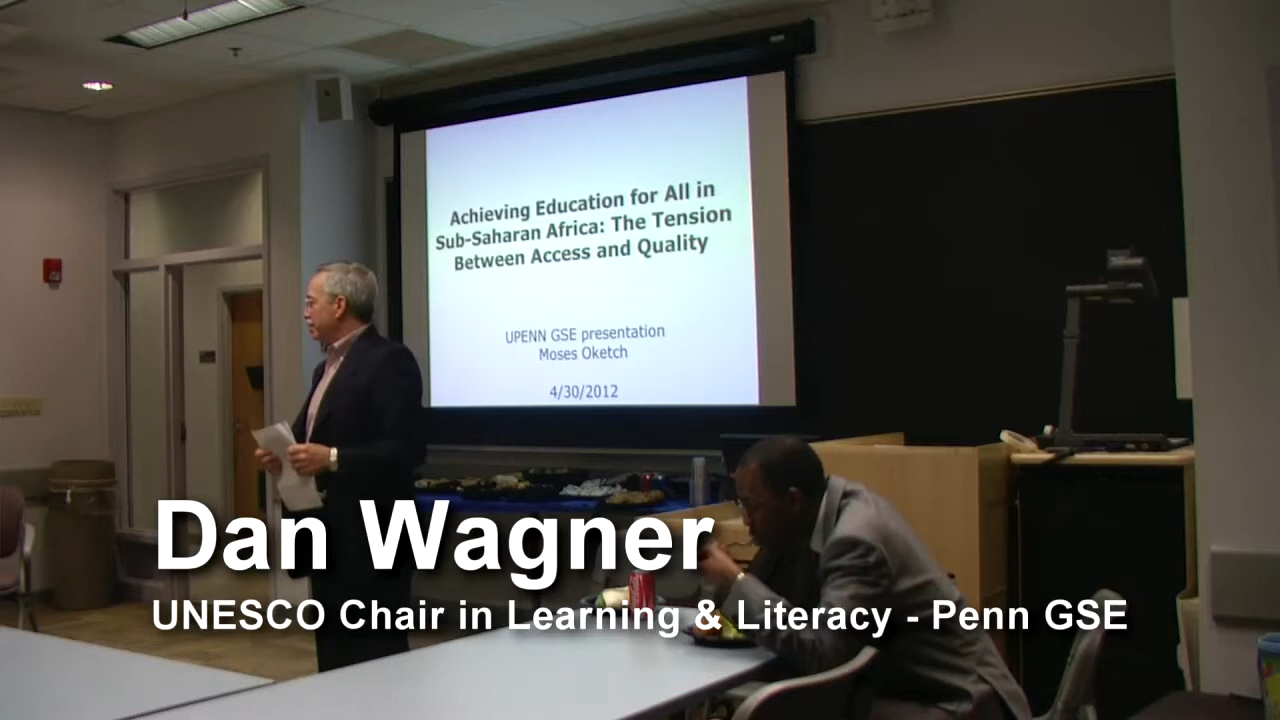 Achieving Education for All in
Sub-Saharan Africa: The Tension
Between Access and Quality
UPENN GSE presentation
Moses Oketch
4/30/2012
Dan Wagner
UNESCO Chair in Learning & Literacy - Penn GSE